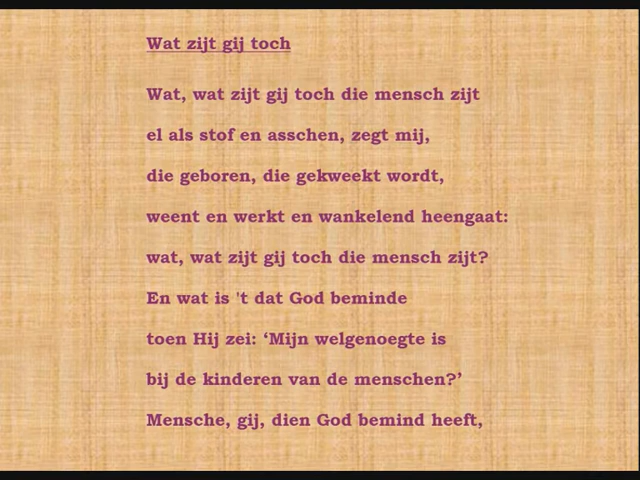 Wat zijt gij toch
Wat, wat zijt gij toch die mensch zijt
el als stof en asschen, zegt mij,
die geboren, die gekweekt wordt,
weent en werkt en wankelend heengaat:
wat, wat zijt gij toch die mensch zijt?
En wat is 't dat God beminde
toen Hij zei: ‘Mijn welgenoegte is
bij de kinderen van de menschen?’
Mensche, gij, dien God bemind heeft,